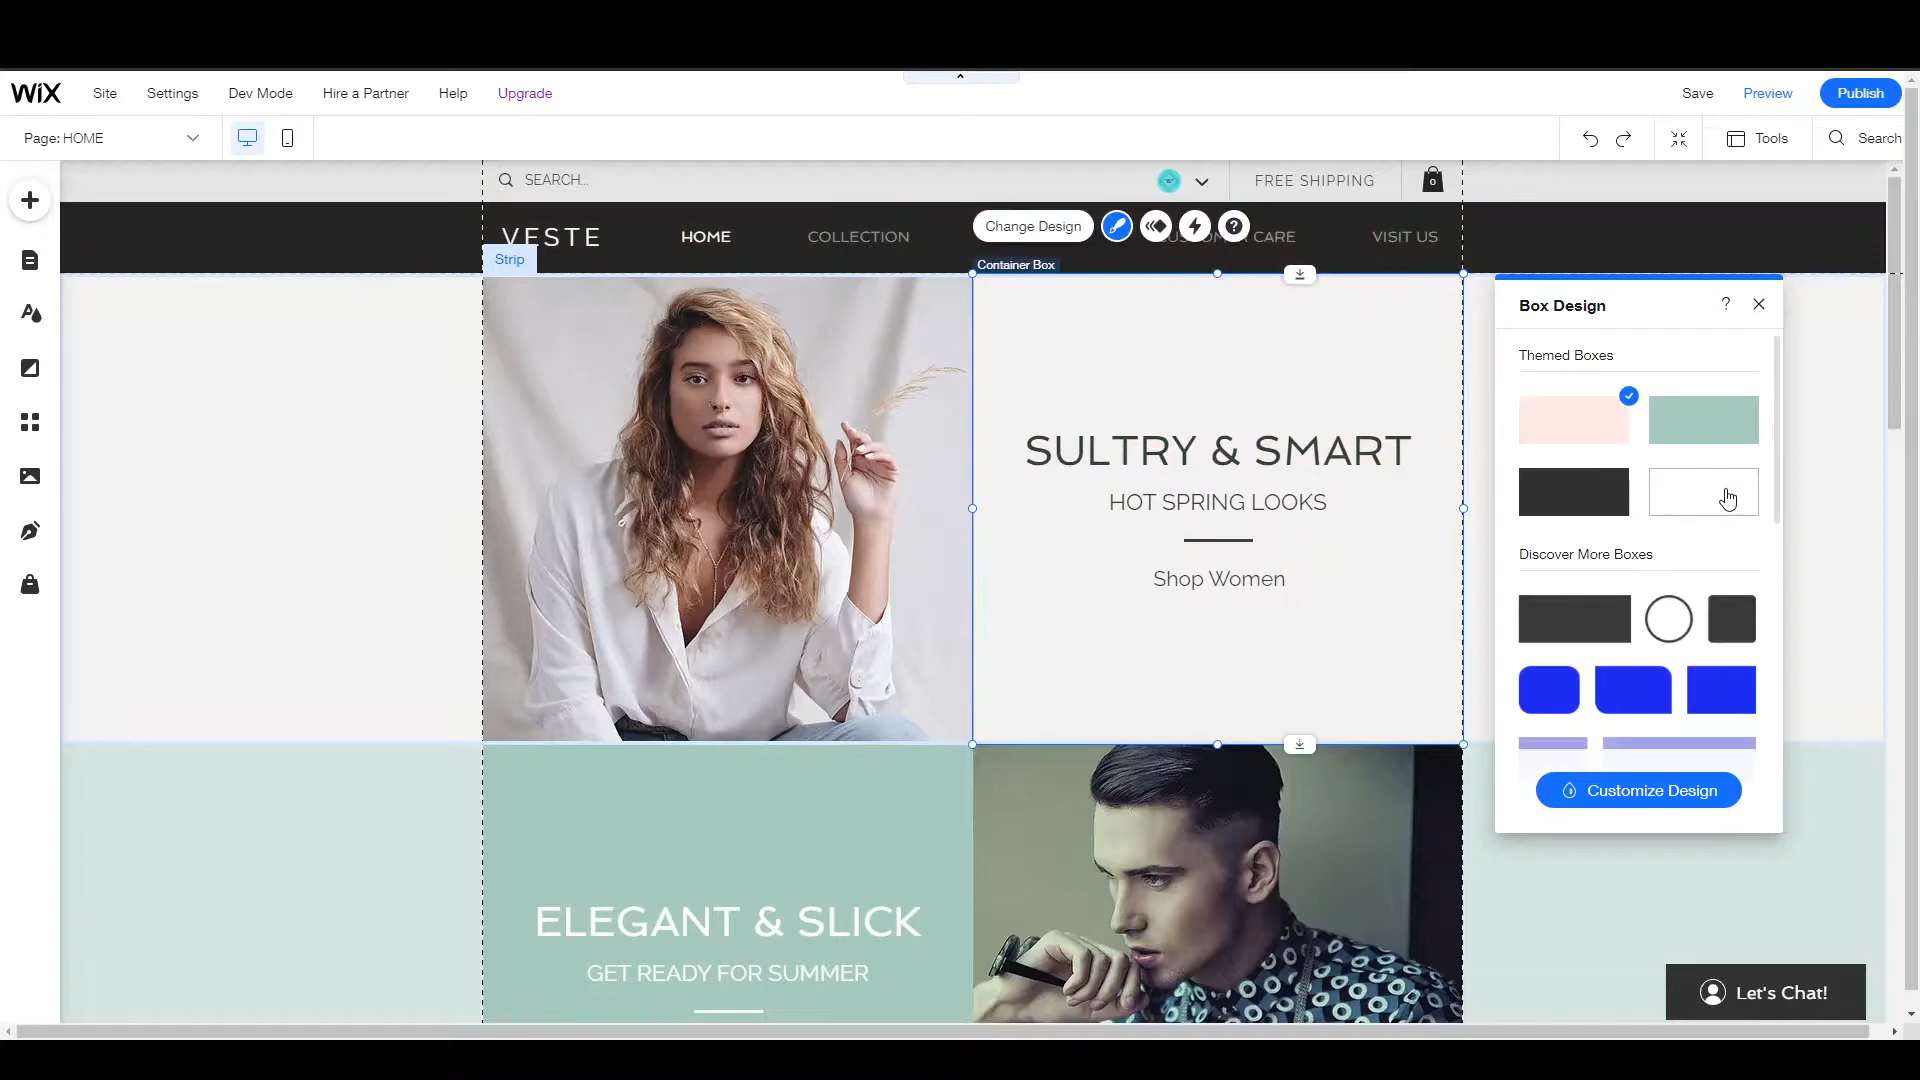 WiX Site Settings Dev Mode Hire a Partner Help Upgrade Save Preview Publish
Page: HOME Tools Search
SEARCH... FREE SHIPPING 0
VESTE HOME COLLECTION CUSTOMER CARE VISIT US
Change Design
Strip
Container Box
SULTRY & SMART
HOT SPRING LOOKS
Shop Women
ELEGANT & SLICK
GET READY FOR SUMMER
Box Design ?
Themed Boxes
Discover More Boxes
Customize Design
Let's Chat!